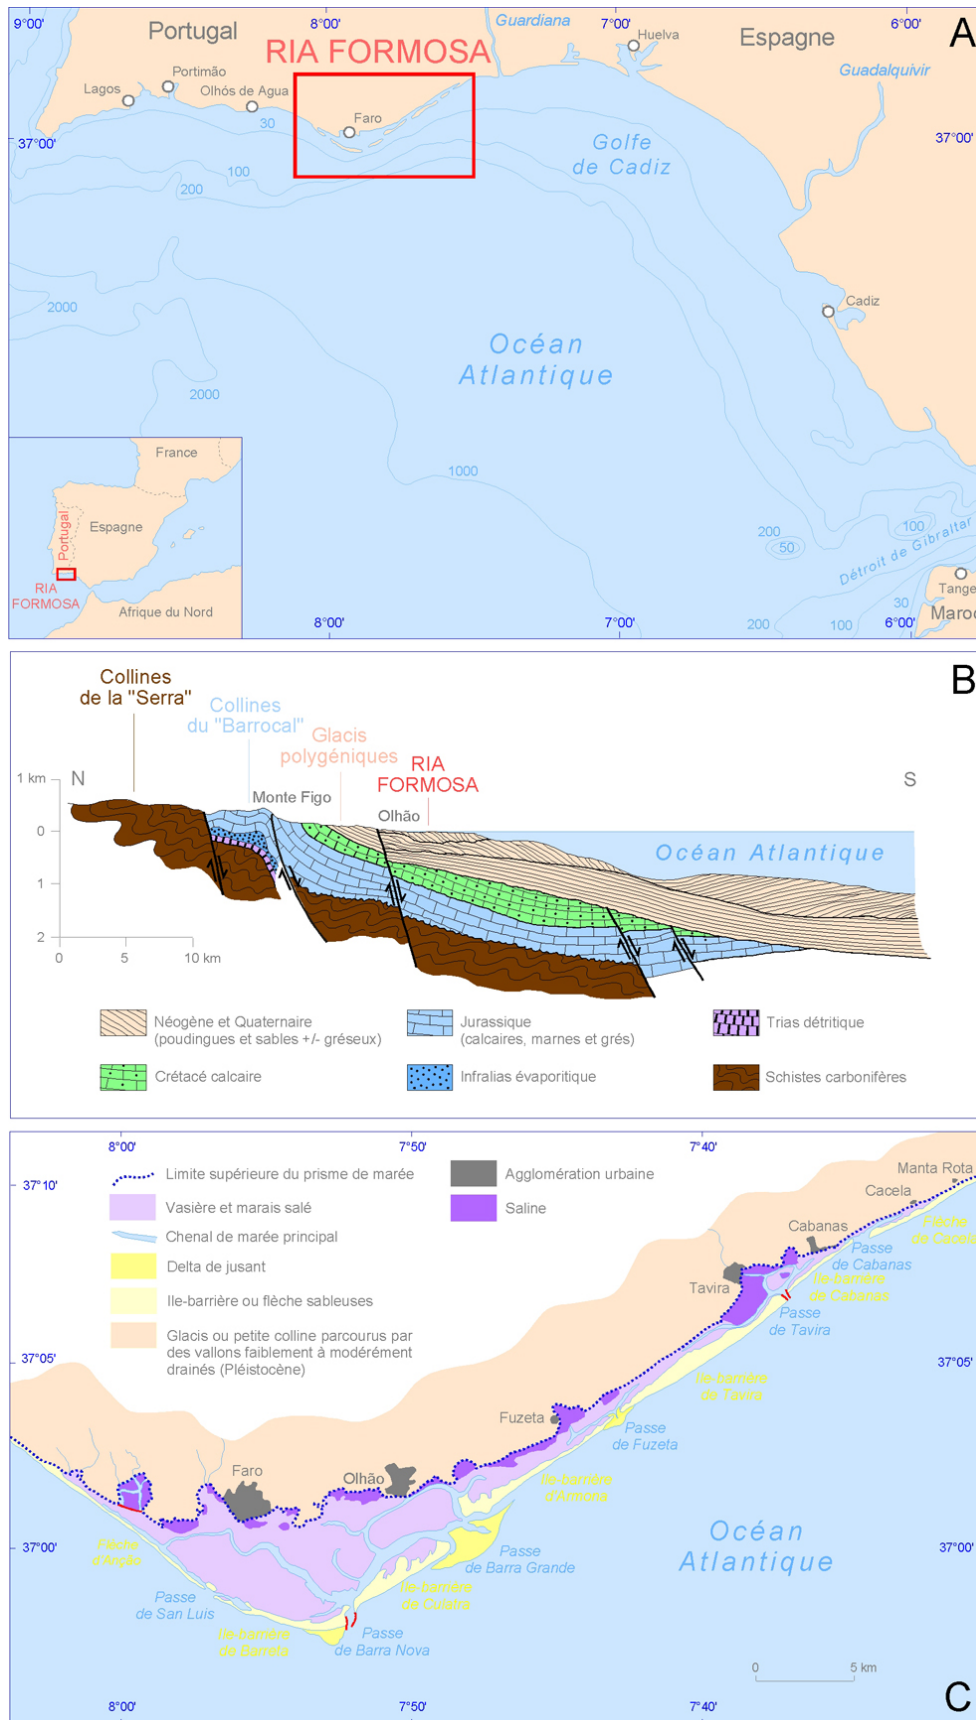 9°00'
8°00'
7°00'
6°00'
A
Portugal
Guardiana
Huelva
Espagne
RIA FORMOSA
Guadalquivir
Portimão
Lagos
Olhós de Agua
Faro
30
37°00'
37°00'
Golfe
de Cadiz
100
200
Cadiz
2000
Océan
Atlantique
2000
1000
France
Espagne
Portugal
RIA
FORMOSA
Afrique du Nord
200
50
100
Détroit de Gibraltar
Tange
30
Maroc
200
100
8°00'
7°00'
6°00'
B
Collines
de la "Serra"
Collines
du "Barrocal"
Glacis
polygéniques
RIA
FORMOSA
1 km
N
S
Monte Figo
Olhão
0
Océan Atlantique
1
2
0
5
10 km
Néogène et Quaternaire
(poudingues et sables +/- gréseux)
Jurassique
(calcaires, marnes et grés)
Trias détritique
Crétacé calcaire
Infralias évaporitique
Schistes carbonifères
8°00'
7°50'
7°40'
37°10'
Limite supérieure du prisme de marée
Agglomération urbaine
Vasière et marais salé
Saline
Chenal de marée principal
Delta de jusant
Ile-barrière ou flèche sableuses
Glacis ou petite colline parcourus par
des vallons faiblement à modérément
drainés (Pléistocène)
Manta Rota
Cacela
Flèche
de Cacela
Cabanas
Passe
de Cabanas
Ile-barrière
de Cabanas
Tavira
Passe
de Tavira
37°05'
37°05'
Ile-barrière
de Tavira
Fuzeta
Passe
de Fuzeta
Faro
Olhão
Ile-barrière
d'Armona
37°00'
37°00'
Flèche
d'Angão
Océan
Atlantique
Passe
de Barra Grande
Ile-barrière
de Culatra
Passe
de San Luis
Ile-barrière
de Barreta
Passe
de Barra Nova
0
5 km
8°00'
7°50'
7°40'
C